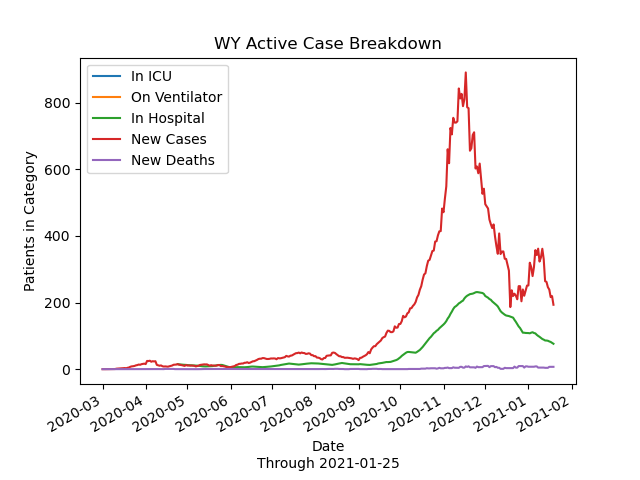 WY Active Case Breakdown
In ICU
On Ventilator
In Hospital
New Cases
New Deaths
Patients in Category
800
600
400
200
0
2020-03
2020-04
2020-05
2020-06
2020-07
2020-08
2020-09
2020-10
2020-11
2020-12
2021-01
2021-02
Date
Through 2021-01-25